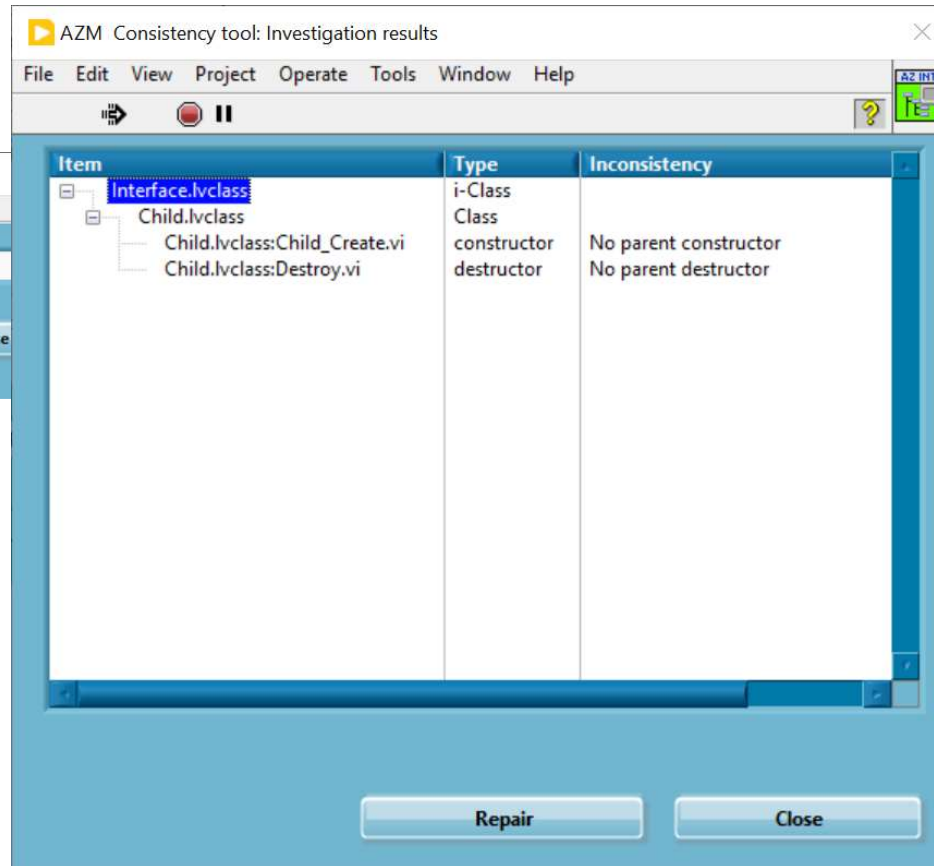 AZM Consistency tool: Investigation results
File Edit View Project Operate Tools Window Help
AZ INT
Item Type Inconsistency
Interface.lvclass i-Class
Child.lvclass Class
Child.lvclass:Child_Create.vi constructor No parent constructor
Child.lvclass:Destroy.vi destructor No parent destructor
e
Repair Close